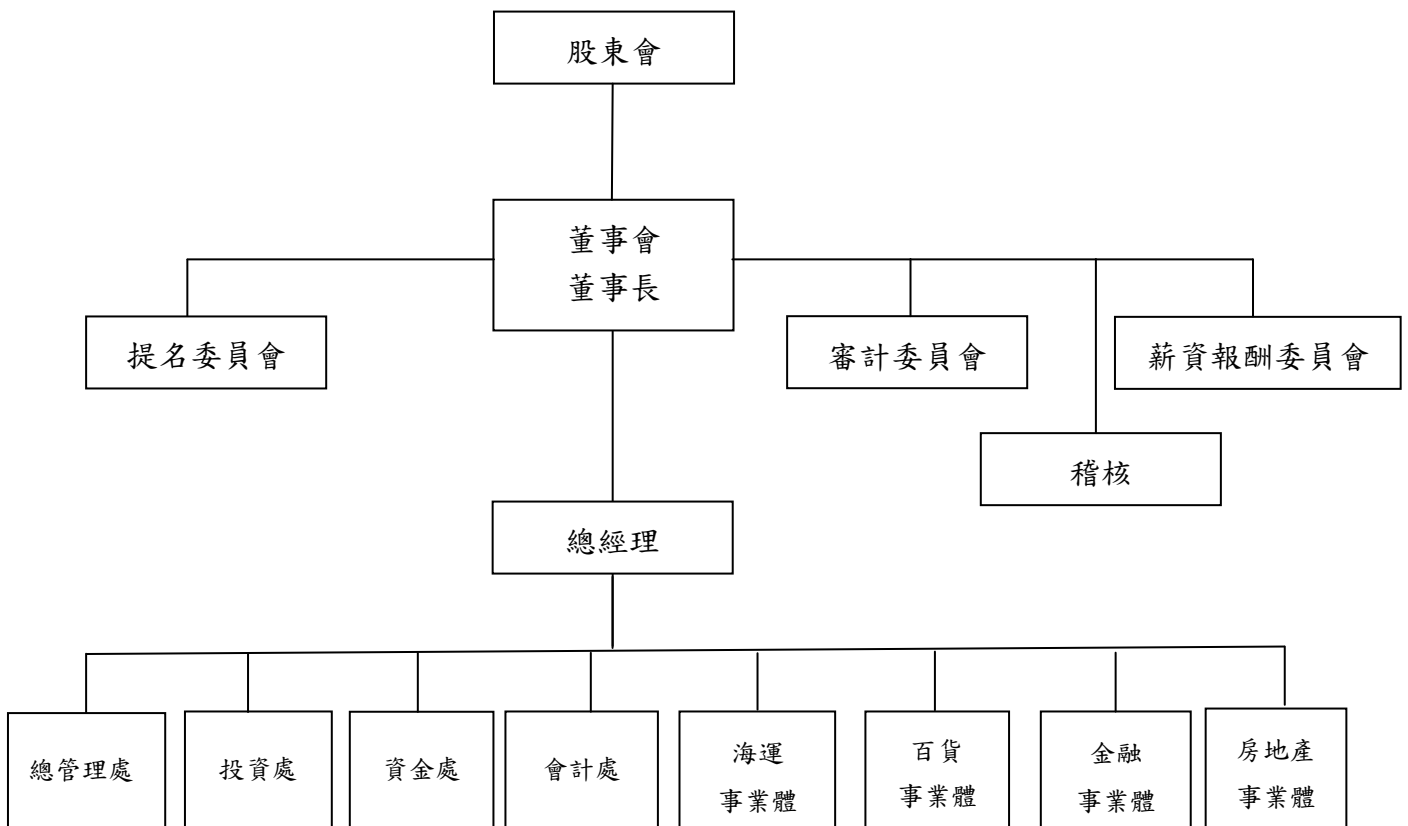 股東會
董事會
董事長
提名委員會
審計委員會
薪資報酬委員會
稽核
總經理
總管理處
投資處
資金處
會計處
海運
事業體
百貨
事業體
金融
事業體
房地產
事業體